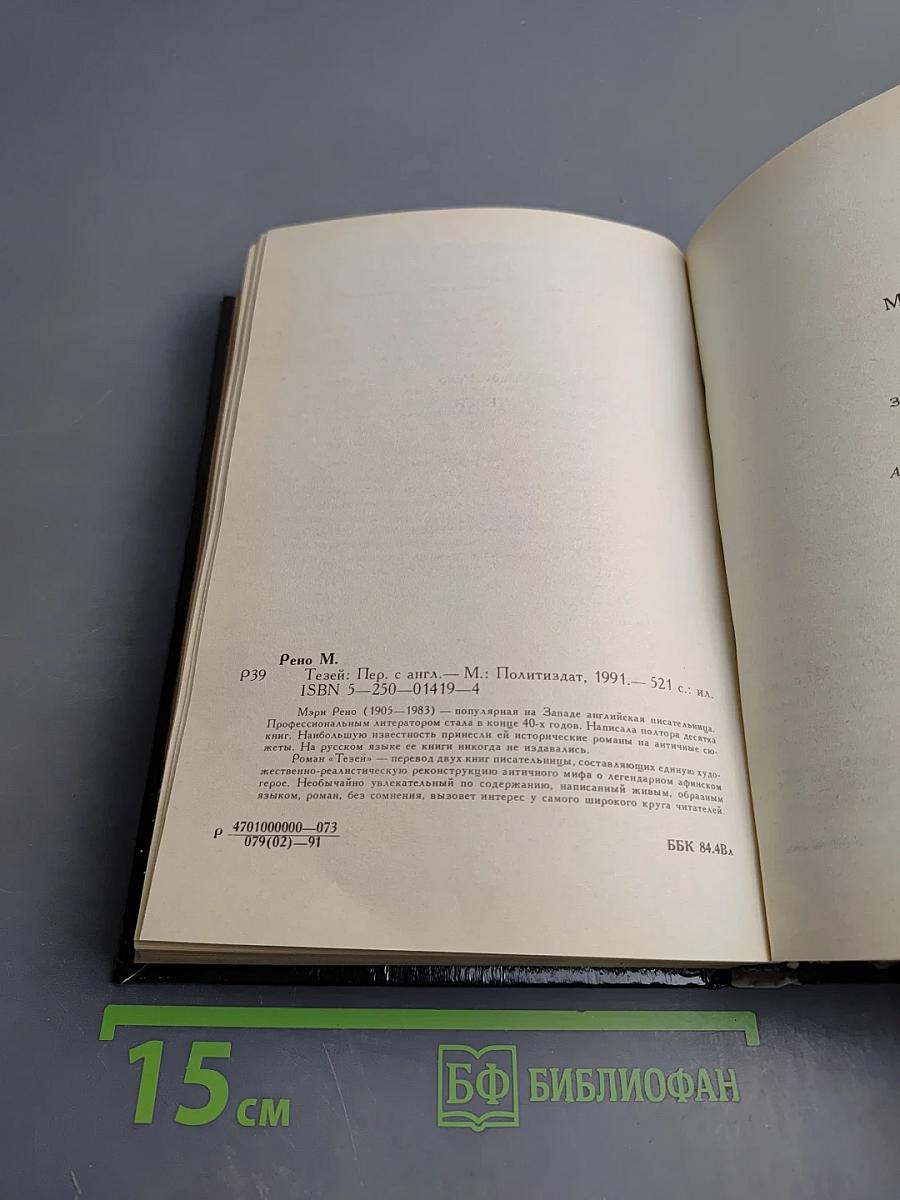 Рено М.
Р39 Тезей: Пер. с англ.— М.: Политиздат, 1991.— 521 с.: ил.
ISBN 5—250—01419—4
Мэри Рено (1905—1983) — популярная на Западе английская писательница.
Профессиональным литератором стала в конце 40-х годов. Написала полтора десятка
книг. Наибольшую известность принесли ей исторические романы на античные сю-
жеты. На русском языке ее книги никогда не издавались.
Роман «Тезей» — перевод двух книг писательницы, составляющих единую худо-
жественно-реалистическую реконструкцию античного мифа о легендарном афинском
герое. Необычайно увлекательный по содержанию, написанный живым, образным
языком, роман, без сомнения, вызовет интерес у самого широкого круга читателей.
Р 4701000000—073
079(02)—91
ББК 84.4Вл
М
З
А
15 см
БФ БИБЛИОФАН